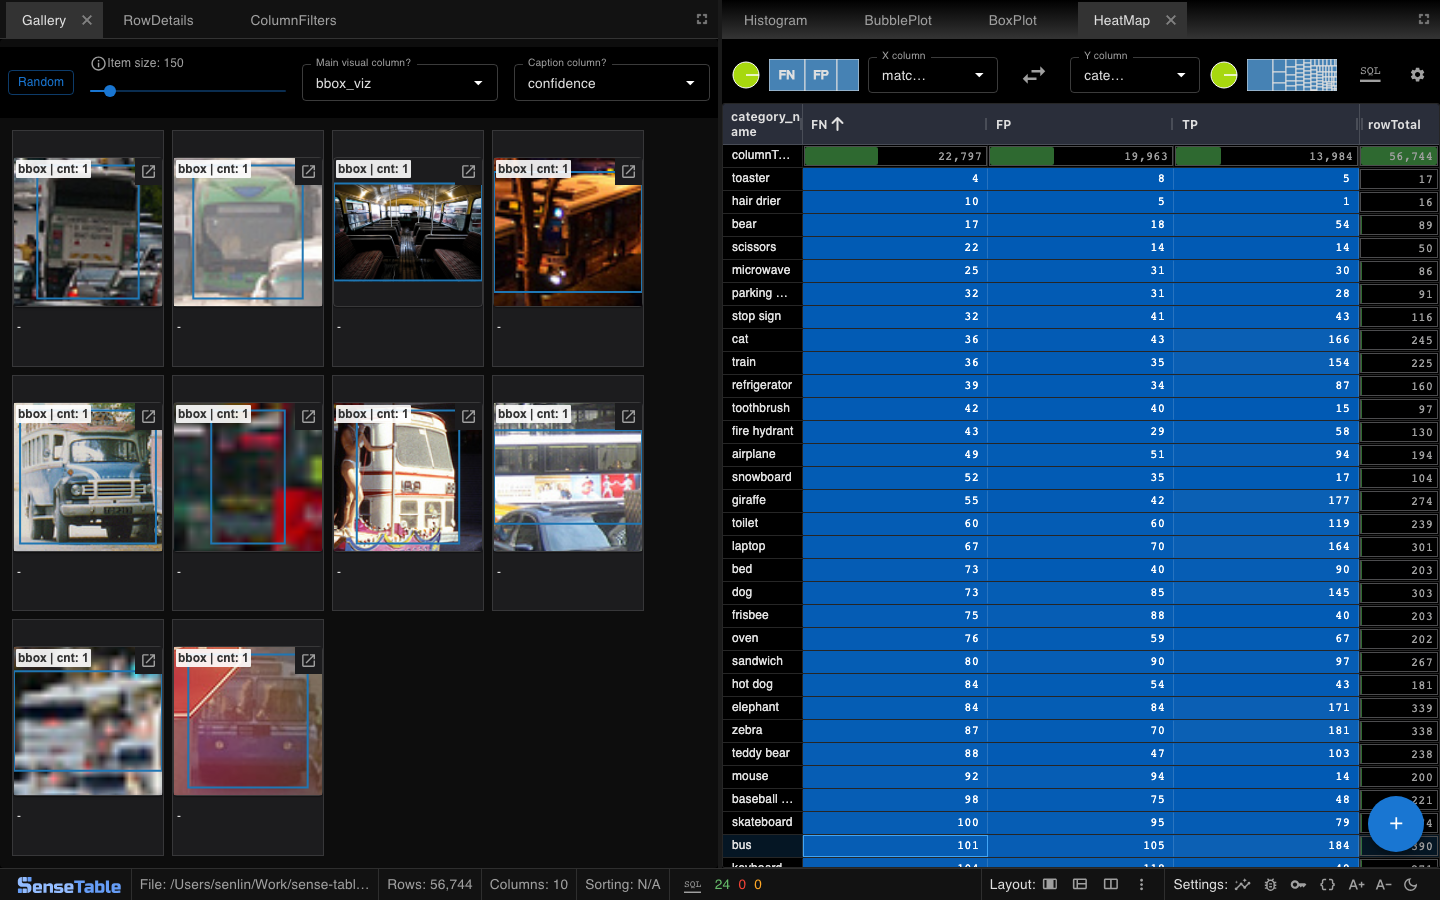 Gallery
RowDetails
ColumnFilters
Random
Item size: 150
Main visual column?
bbox_viz
Caption column?
confidence
bbox | cnt: 1
bbox | cnt: 1
bbox | cnt: 1
bbox | cnt: 1
-
-
-
-
bbox | cnt: 1
bbox | cnt: 1
bbox | cnt: 1
bbox | cnt: 1
-
-
-
-
bbox | cnt: 1
bbox | cnt: 1
-
-
Histogram
BubblePlot
BoxPlot
HeatMap
FN FP
X column
matc…
Y column
cate…
SQL
category_n
ame
FN FP TP rowTotal
columnT… 22,797 19,963 13,984 56,744
toaster 4 8 5 17
hair drier 10 5 1 16
bear 17 18 54 89
scissors 22 14 14 50
microwave 25 31 30 86
parking … 32 31 28 91
stop sign 32 41 43 116
cat 36 43 166 245
train 36 35 154 225
refrigerator 39 34 87 160
toothbrush 42 40 15 97
fire hydrant 43 29 58 130
airplane 49 51 94 194
snowboard 52 35 17 104
giraffe 55 42 177 274
toilet 60 60 119 239
laptop 67 70 164 301
bed 73 40 90 203
dog 73 85 145 303
frisbee 75 88 40 203
oven 76 59 67 202
sandwich 80 90 97 267
hot dog 84 54 43 181
elephant 84 84 171 339
zebra 87 70 181 338
teddy bear 88 47 103 238
mouse 92 94 14 200
baseball … 98 75 48 221
skateboard 100 95 79
bus 101 105 184 390
SenseTable
File: /Users/senlin/Work/sense-tabl…
Rows: 56,744
Columns: 10
Sorting: N/A
SQL 24 0 0
Layout:
Settings:
A+ A-